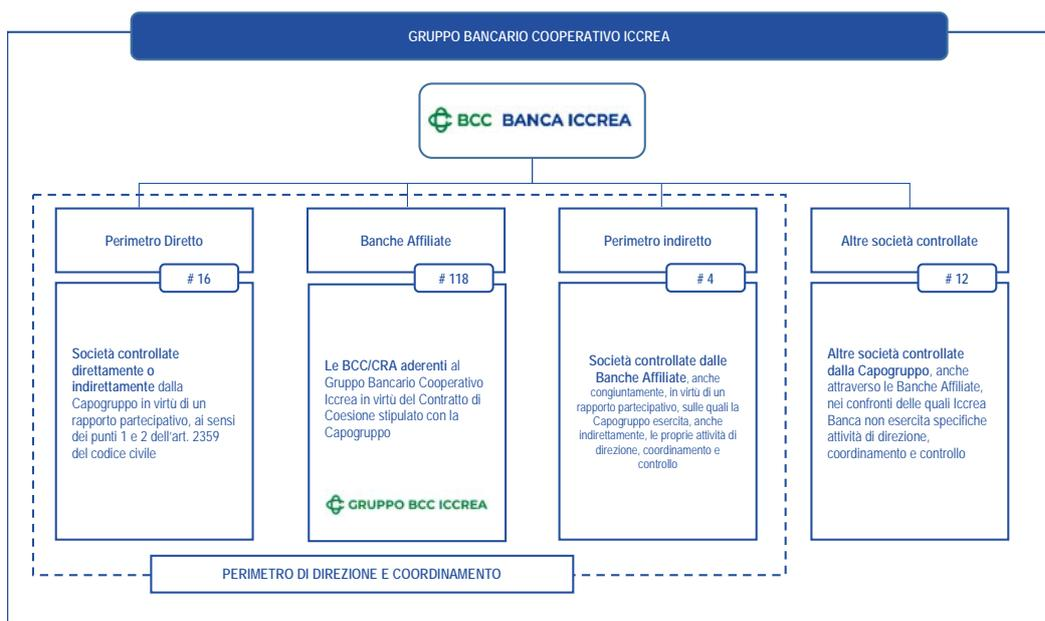 GRUPPO BANCARIO COOPERATIVO ICCREA
BCC BANCA ICCREA
Perimetro Diretto
# 16
Società controllate
direttamente o
indirettamente dalla
Capogruppo in virtù di un
rapporto partecipativo, ai sensi
dei punti 1 e 2 dell'art. 2359
del codice civile
Banche Affiliate
# 118
Le BCC/CRA aderenti al
Gruppo Bancario Cooperativo
Iccrea in virtù del Contratto di
Coesione stipulato con la
Capogruppo
GRUPPO BCC ICCREA
Perimetro indiretto
# 4
Società controllate dalle
Banche Affiliate, anche
congiuntamente, in virtù di un
rapporto partecipativo, sulle quali la
Capogruppo esercita, anche
indirettamente, le proprie attività di
direzione, coordinamento e
controllo
Altre società controllate
# 12
Altre società controllate
dalla Capogruppo, anche
attraverso le Banche Affiliate,
nei confronti delle quali Iccrea
Banca non esercita specifiche
attività di direzione,
coordinamento e controllo
PERIMETRO DI DIREZIONE E COORDINAMENTO